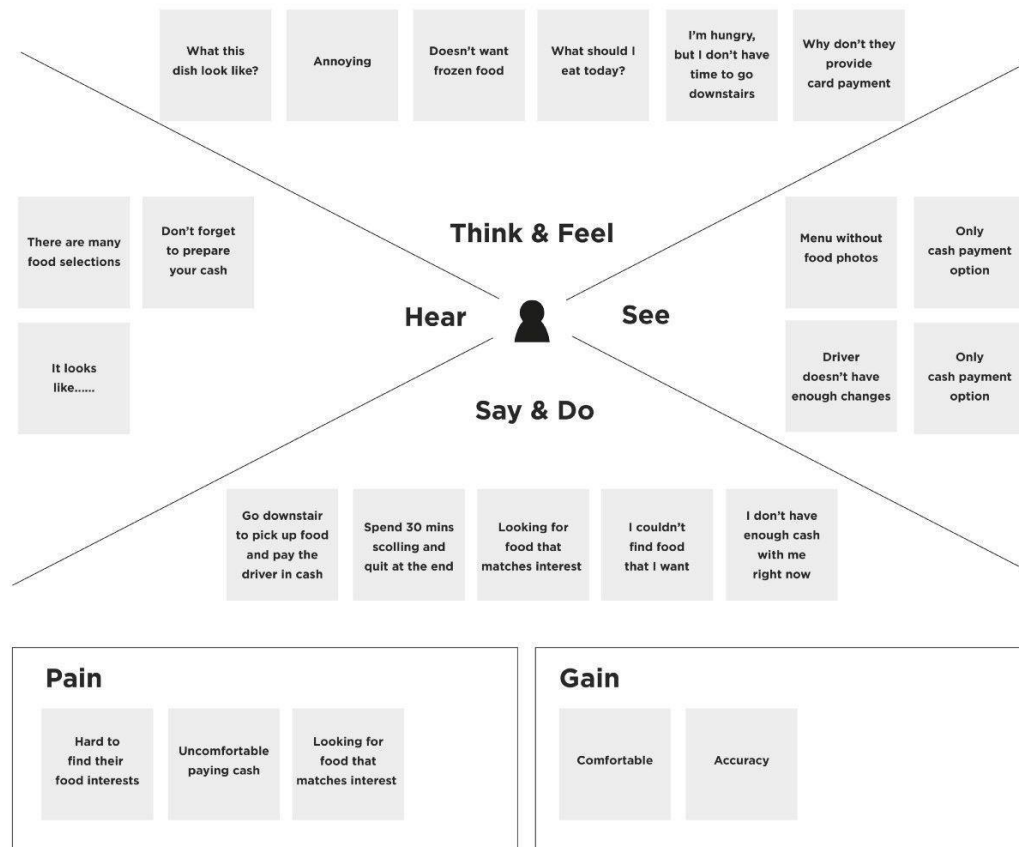 What this
dish look like?
Annoying
Doesn't want
frozen food
What should I
eat today?
I'm hungry,
but I don't have
time to go
downstairs
Why don't they
provide
card payment
Think & Feel
There are many
food selections
Don't forget
to prepare
your cash
It looks
like......
Hear
See
Menu without
food photos
Only
cash payment
option
Driver
doesn't have
enough changes
Only
cash payment
option
Say & Do
Go downstair
to pick up food
and pay the
driver in cash
Spend 30 mins
scolling and
quit at the end
Looking for
food that
matches interest
I couldn't
find food
that I want
I don't have
enough cash
with me
right now
Pain
Hard to
find their
food interests
Uncomfortable
paying cash
Looking for
food that
matches interest
Gain
Comfortable
Accuracy